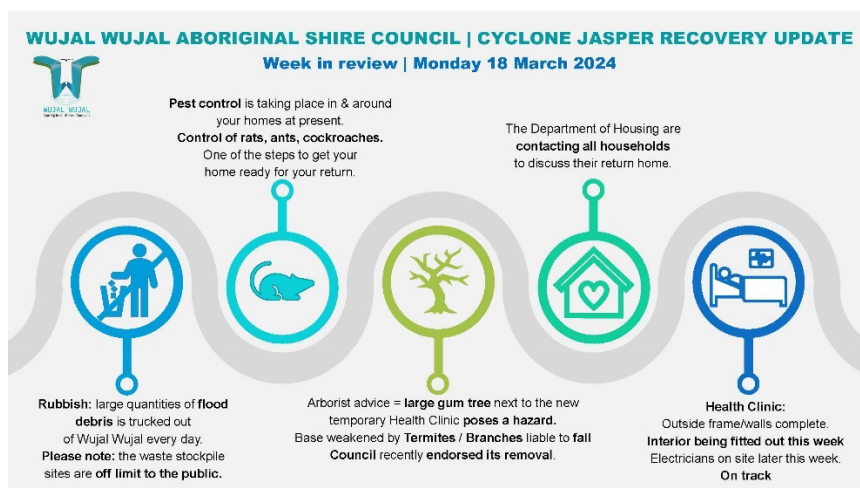 WUJAL WUJAL ABORIGINAL SHIRE COUNCIL | CYCLONE JASPER RECOVERY UPDATE
Week in review | Monday 18 March 2024
WUJAL WUJAL
Aboriginal Shire Council
Pest control is taking place in & around
your homes at present.
Control of rats, ants, cockroaches.
One of the steps to get your
home ready for your return.
The Department of Housing are
contacting all households
to discuss their return home.
Rubbish: large quantities of flood
debris is trucked out
of Wujal Wujal every day.
Please note: the waste stockpile
sites are off limit to the public.
Arborist advice = large gum tree next to the new
temporary Health Clinic poses a hazard.
Base weakened by Termites / Branches liable to fall
Council recently endorsed its removal.
Health Clinic:
Outside frame/walls complete.
Interior being fitted out this week
Electricians on site later this week.
On track